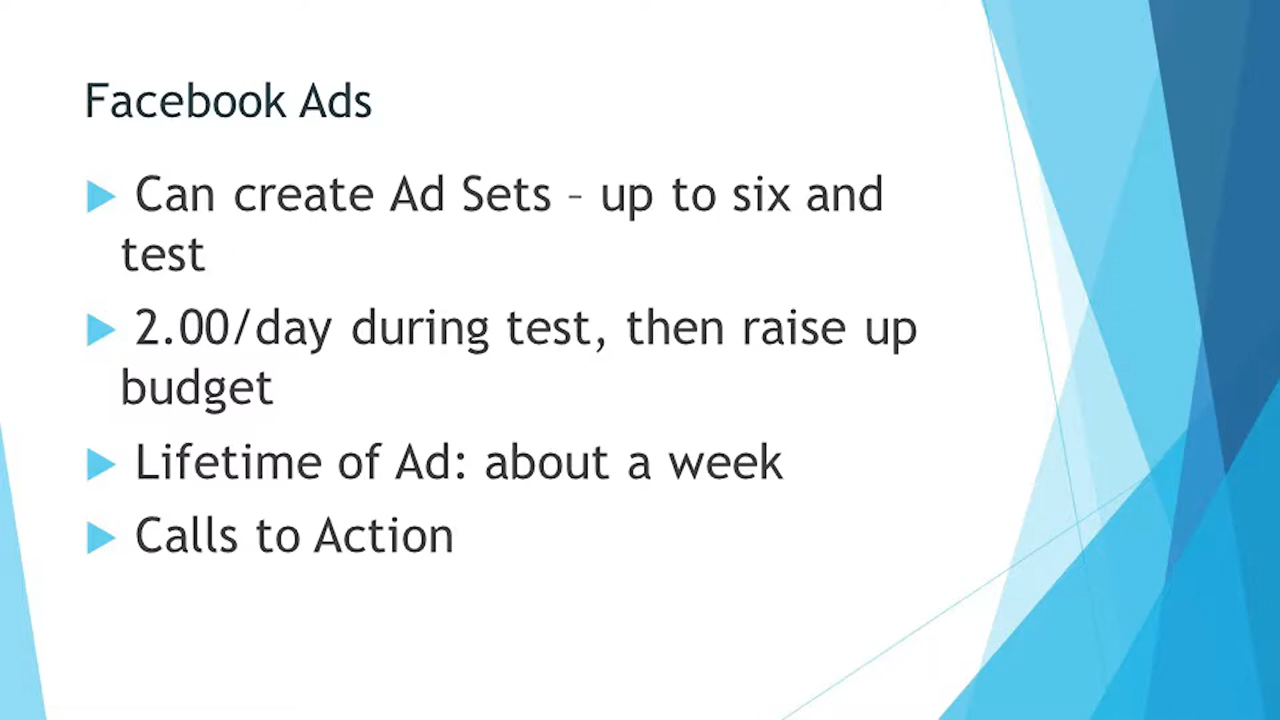 Facebook Ads
Can create Ad Sets – up to six and
test
2.00/day during test, then raise up
budget
Lifetime of Ad: about a week
Calls to Action